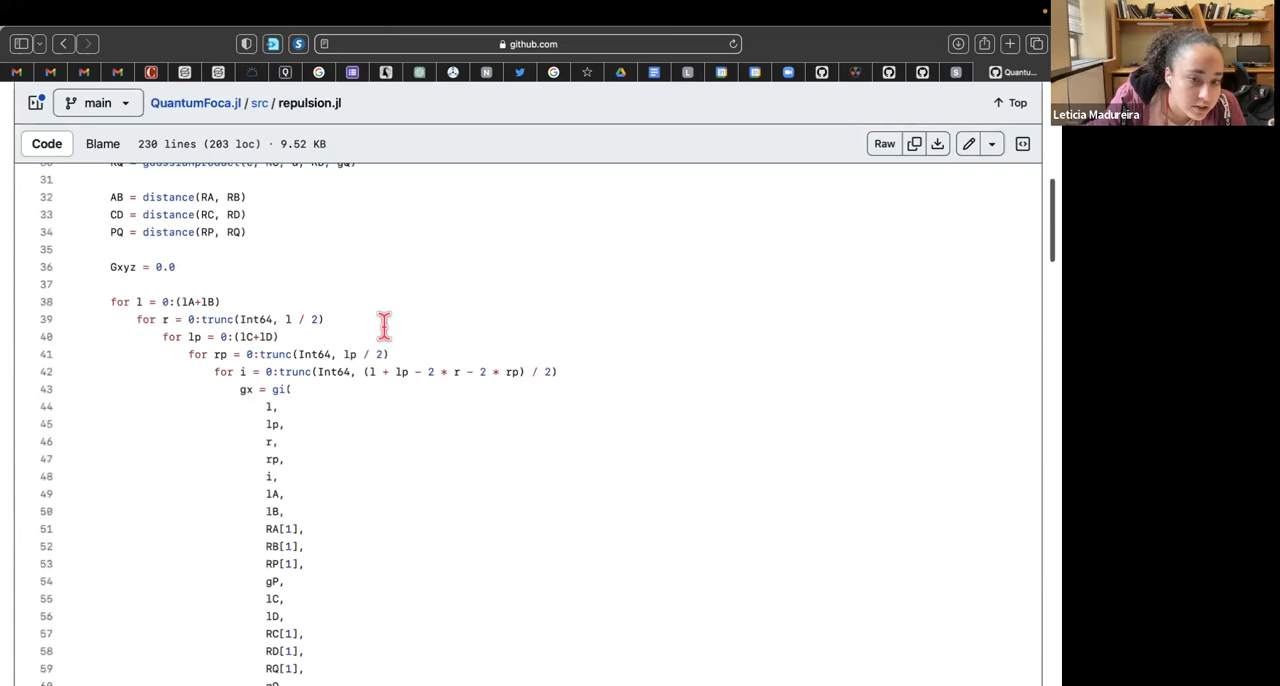 github.com
Quantu...
Leticia Madureira
main QuantumFoca.jl / src / repulsion.jl Top
Code Blame 230 lines (203 loc) · 9.52 KB Raw
31
32 AB = distance(RA, RB)
33 CD = distance(RC, RD)
34 PQ = distance(RP, RQ)
35
36 Gxyz = 0.0
37
38 for l = 0:(lA+lB)
39 for r = 0:trunc(Int64, l / 2)
40 for lp = 0:(lC+lD)
41 for rp = 0:trunc(Int64, lp / 2)
42 for i = 0:trunc(Int64, (l + lp - 2 * r - 2 * rp) / 2)
43 gx = gi(
44 l,
45 lp,
46 r,
47 rp,
48 i,
49 lA,
50 lB,
51 RA[1],
52 RB[1],
53 RP[1],
54 gP,
55 lC,
56 lD,
57 RC[1],
58 RD[1],
59 RQ[1],